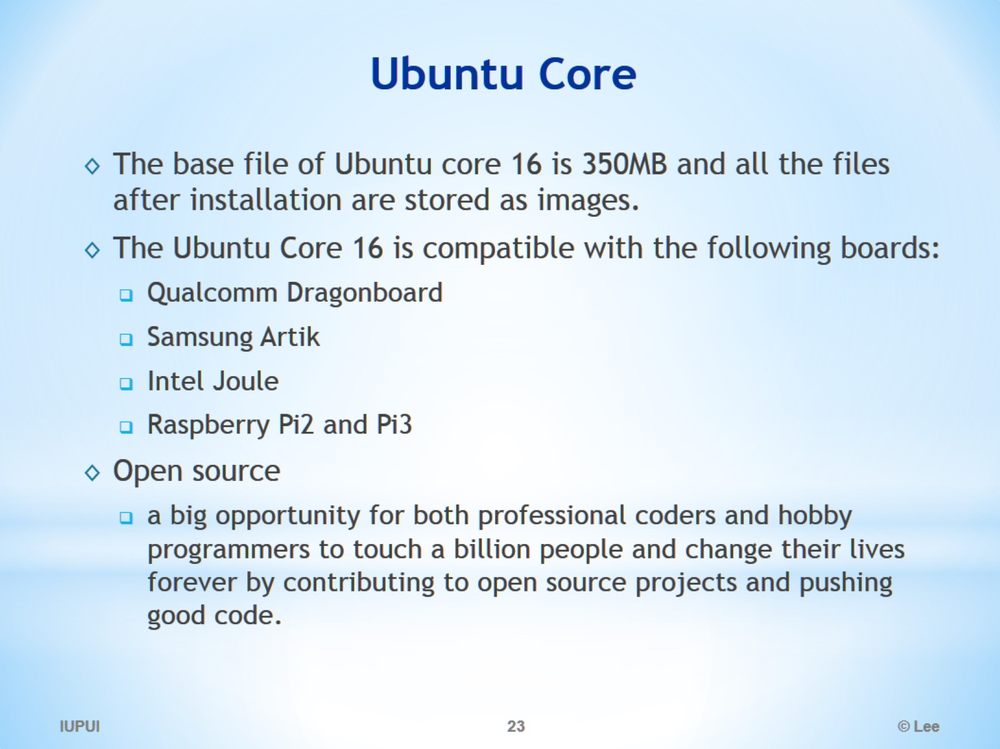 Ubuntu Core
◇ The base file of Ubuntu core 16 is 350MB and all the files
after installation are stored as images.
◇ The Ubuntu Core 16 is compatible with the following boards:
❑ Qualcomm Dragonboard
❑ Samsung Artik
❑ Intel Joule
❑ Raspberry Pi2 and Pi3
◇ Open source
❑ a big opportunity for both professional coders and hobby
programmers to touch a billion people and change their lives
forever by contributing to open source projects and pushing
good code.
IUPUI 23 © Lee